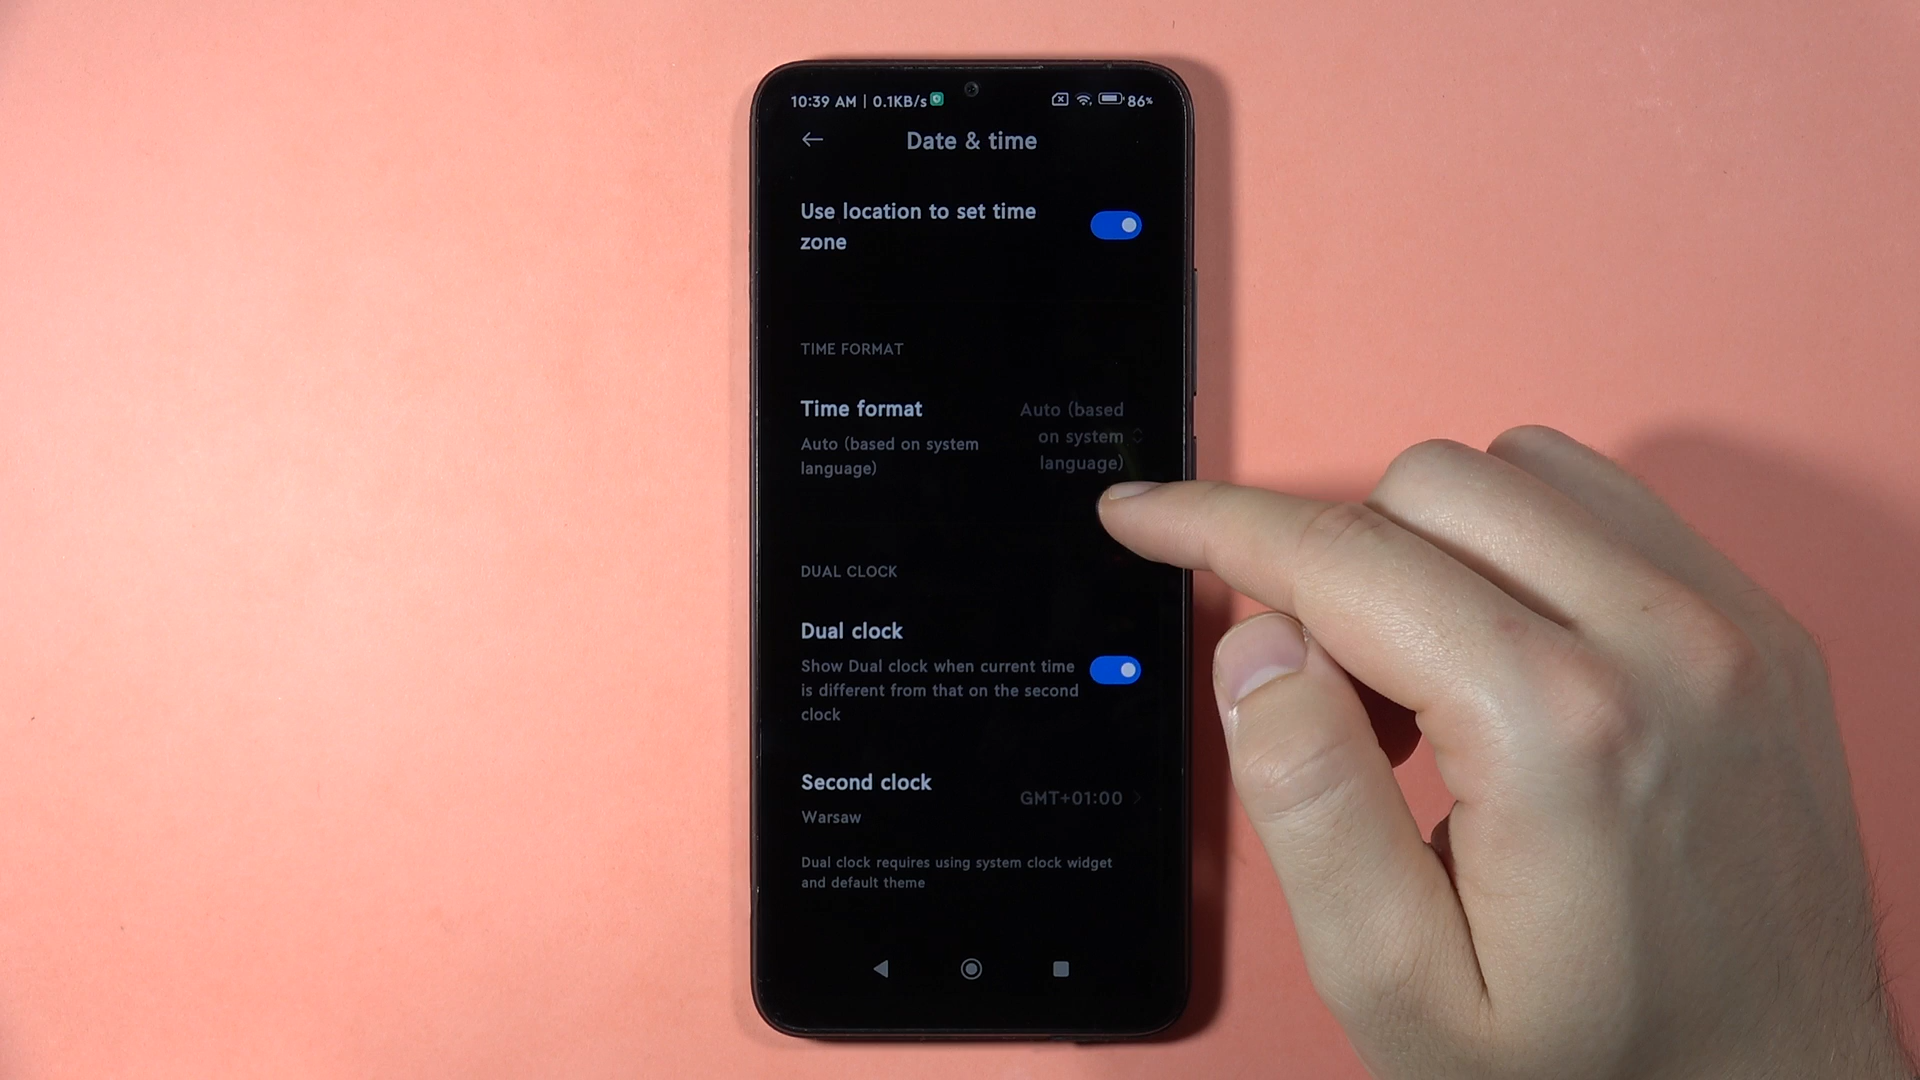 10:39 AM | 0.1KB/s 86%
Date & time
Use location to set time
zone
TIME FORMAT
Time format
Auto (based on system
language)
Auto (based
on system
language)
DUAL CLOCK
Dual clock
Show Dual clock when current time
is different from that on the second
clock
Second clock
Warsaw
GMT+01:00
Dual clock requires using system clock widget
and default theme